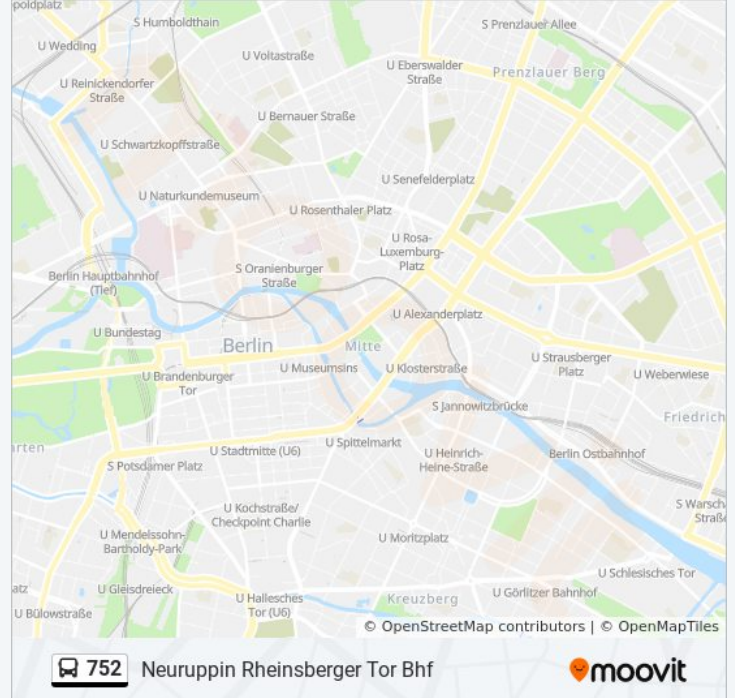 poldplatz
S Humboldthain
S Prenzlauer Allee
U Wedding
U Voltastraße
U Eberswalder
Straße
Prenzlauer Berg
U Reinickendorfer
Straße
U Bernauer Straße
U Schwartzkopffstraße
U Senefelderplatz
U Naturkundemuseum
U Rosenthaler Platz
U Rosa-
Luxemburg-
Platz
S Oranienburger
Straße
Berlin Hauptbahnhof
(Tief)
U Alexanderplatz
U Bundestag
Berlin
Mitte
U Strausberger
Platz
U Museumsins
U Klosterstraße
U Weberwiese
U Brandenburger
Tor
S Jannowitzbrücke
Friedrich
arten
U Spittelmarkt
U Stadtmitte (U6)
U Heinrich-
Heine-Straße
Berlin Ostbahnhof
S Potsdamer Platz
S Warsch
Straße
U Kochstraße/
Checkpoint Charlie
U Mendelssohn-
Bartholdy-Park
U Moritzplatz
U Schlesisches Tor
atz
U Gleisdreieck
U Hallesches
Tor (U6)
Kreuzberg
U Görlitzer Bahnhof
U Bülowstraße
© OpenStreetMap contributors | © OpenMapTiles
752 Neuruppin Rheinsberger Tor Bhf
moovit